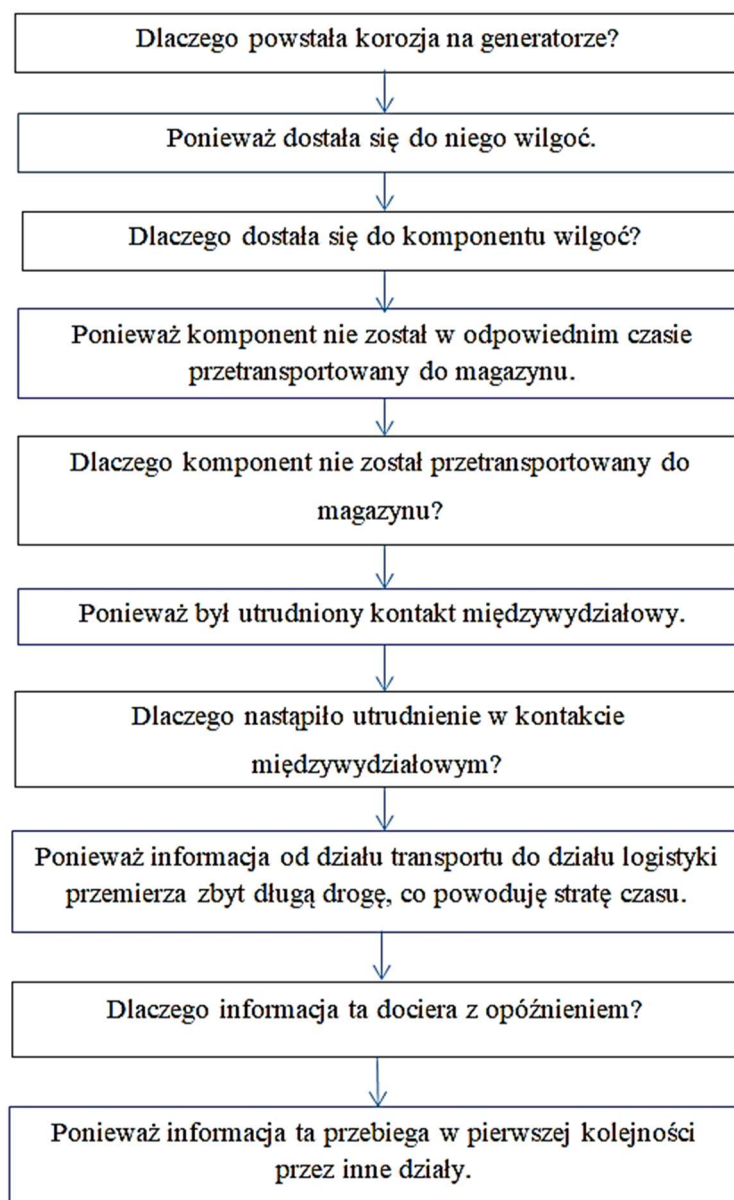 Dlaczego powstała korozja na generatorze?
Ponieważ dostała się do niego wilgoć.
Dlaczego dostała się do komponentu wilgoć?
Ponieważ komponent nie został w odpowiednim czasie
przetransportowany do magazynu.
Dlaczego komponent nie został przetransportowany do
magazynu?
Ponieważ był utrudniony kontakt międzywydziałowy.
Dlaczego nastąpiło utrudnienie w kontakcie
międzywydziałowym?
Ponieważ informacja od działu transportu do działu logistyki
przemierza zbyt długą drogę, co powoduję stratę czasu.
Dlaczego informacja ta dociera z opóźnieniem?
Ponieważ informacja ta przebiega w pierwszej kolejności
przez inne działy.